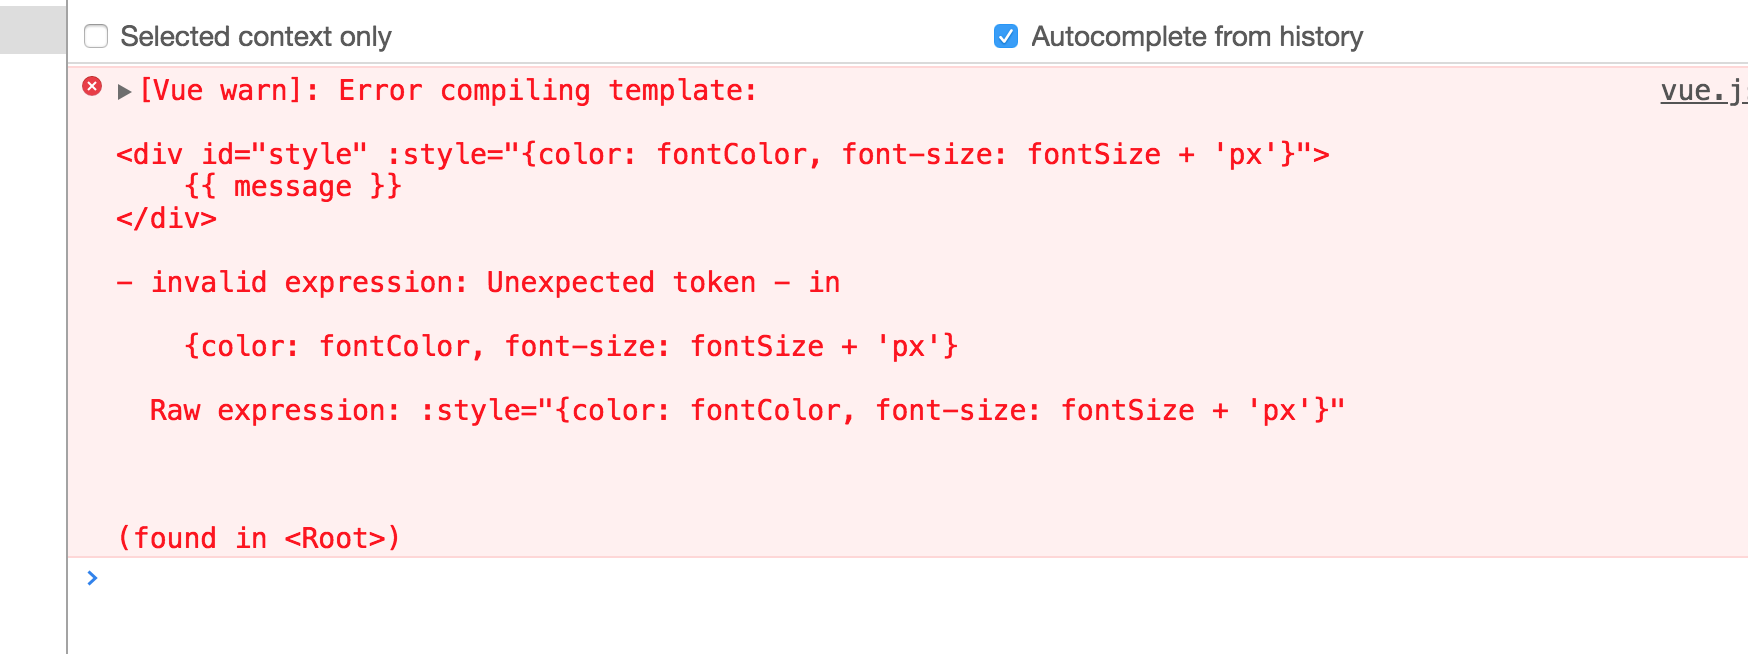 Selected context only
Autocomplete from history
[Vue warn]: Error compiling template:
vue.j
<div id="style" :style="{color: fontColor, font-size: fontSize + 'px'}">
{{ message }}
</div>
- invalid expression: Unexpected token - in
{color: fontColor, font-size: fontSize + 'px'}
Raw expression: :style="{color: fontColor, font-size: fontSize + 'px'}"
(found in <Root>)